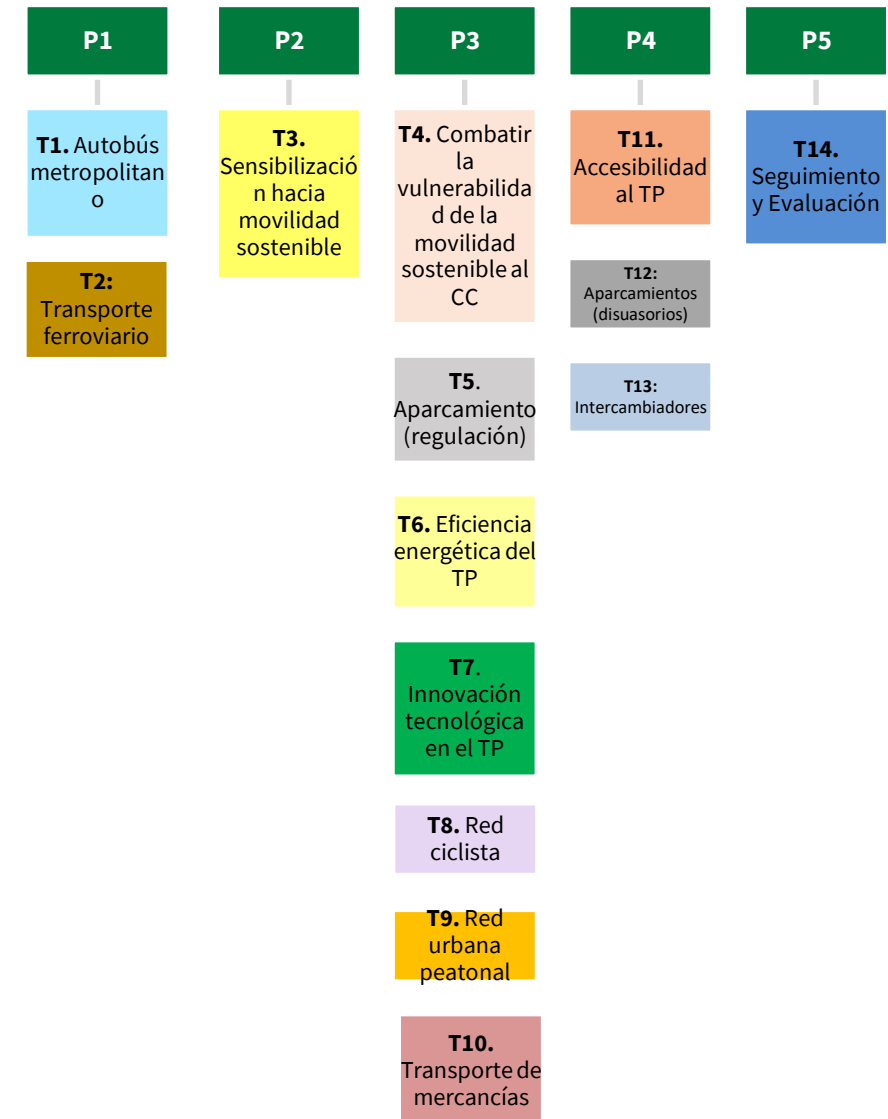 P1
T1. Autobús
metropolitan
o
T2:
Transporte
ferroviario
P2
T3.
Sensibilizació
n hacia
movilidad
sostenible
P3
T4. Combatir
la
vulnerabilida
d de la
movilidad
sostenible al
CC
T5.
Aparcamiento
(regulación)
T6. Eficiencia
energética del
TP
T7.
Innovación
tecnológica
en el TP
T8. Red
ciclista
T9. Red
urbana
peatonal
T10.
Transporte de
mercancías
P4
T11.
Accesibilidad
al TP
T12:
Aparcamientos
(disuasorios)
T13:
Intercambiadores
P5
T14.
Seguimiento
y Evaluación